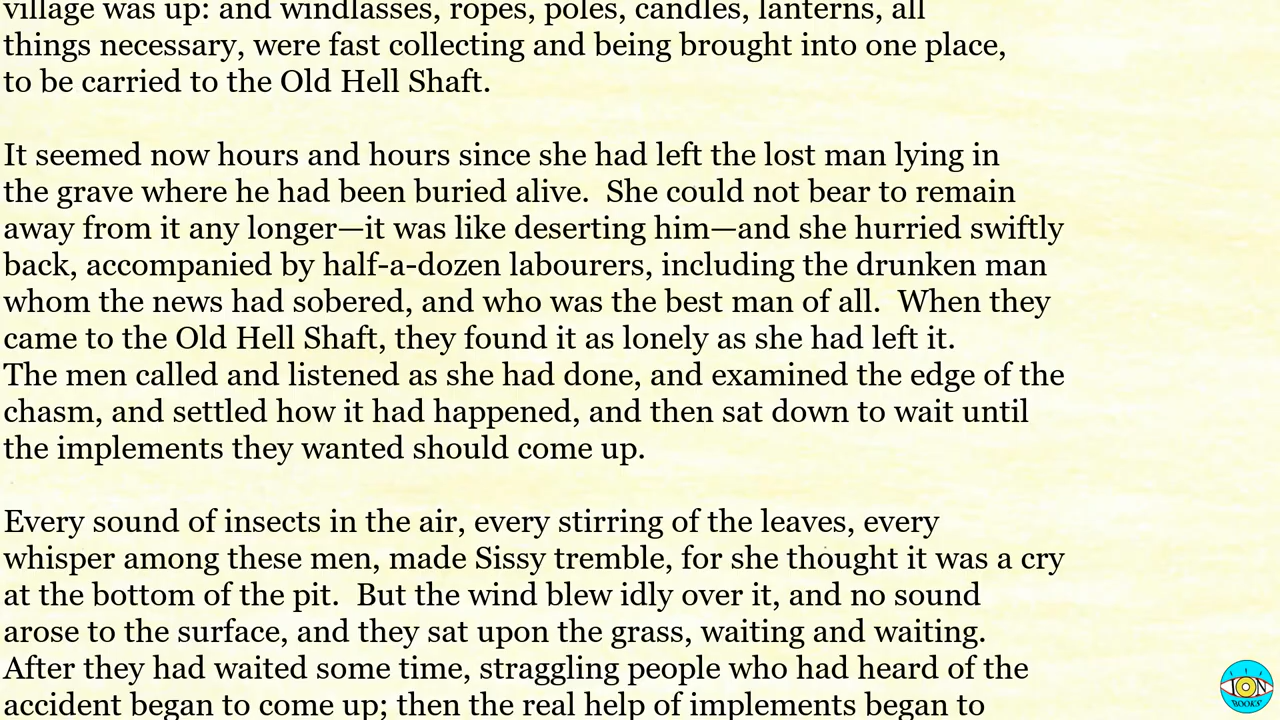 village was up: and windlasses, ropes, poles, candles, lanterns, all
things necessary, were fast collecting and being brought into one place,
to be carried to the Old Hell Shaft.
It seemed now hours and hours since she had left the lost man lying in
the grave where he had been buried alive.  She could not bear to remain
away from it any longer—it was like deserting him—and she hurried swiftly
back, accompanied by half-a-dozen labourers, including the drunken man
whom the news had sobered, and who was the best man of all.  When they
came to the Old Hell Shaft, they found it as lonely as she had left it.
The men called and listened as she had done, and examined the edge of the
chasm, and settled how it had happened, and then sat down to wait until
the implements they wanted should come up.
Every sound of insects in the air, every stirring of the leaves, every
whisper among these men, made Sissy tremble, for she thought it was a cry
at the bottom of the pit.  But the wind blew idly over it, and no sound
arose to the surface, and they sat upon the grass, waiting and waiting.
After they had waited some time, straggling people who had heard of the
accident began to come up; then the real help of implements began to
ION
BOOKS